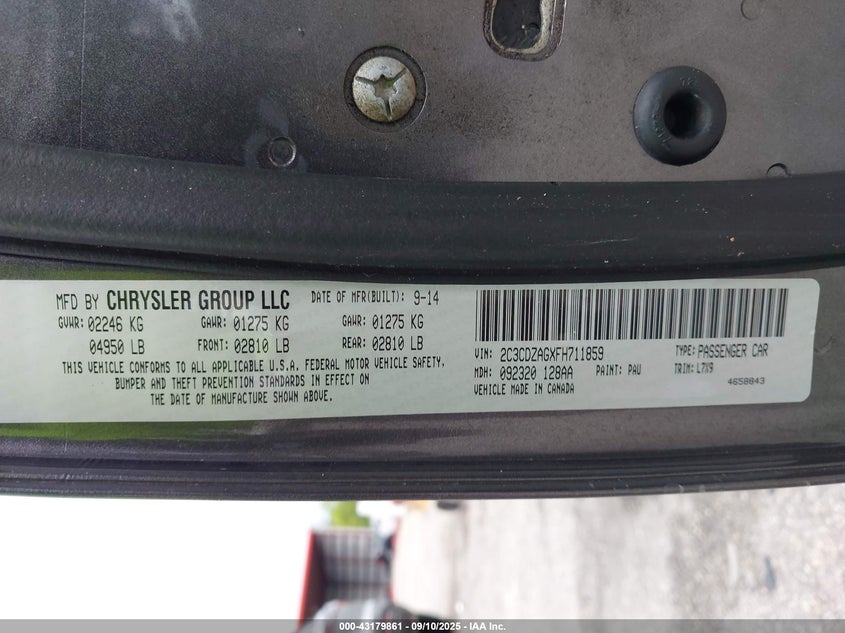 MFD BY CHRYSLER GROUP LLC DATE OF MFR(BUILT): 9-14
GVWR: 02246 KG GAWR: 01275 KG GAWR: 01275 KG
04950 LB FRONT: 02810 LB REAR: 02810 LB
THIS VEHICLE CONFORMS TO ALL APPLICABLE U.S.A. FEDERAL MOTOR VEHICLE SAFETY,
BUMPER AND THEFT PREVENTION STANDARDS IN EFFECT ON
THE DATE OF MANUFACTURE SHOWN ABOVE.
VIN: 2C3CDZAGXFH711859 TYPE: PASSENGER CAR
MDH: 092320 128AA PAINT: PAU TRIM: L7X9
VEHICLE MADE IN CANADA 4658843
000-43179861 - 09/10/2025 - IAA Inc.